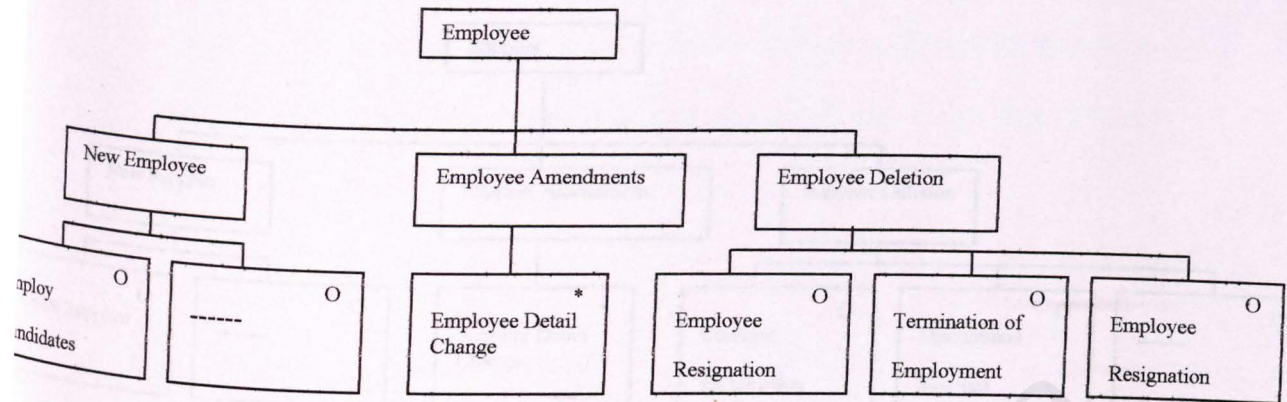 Employee
New Employee
Employee Amendments
Employee Deletion
O
O
------
*
Employee Detail
Change
O
Employee
Resignation
O
Termination of
Employment
O
Employee
Resignation